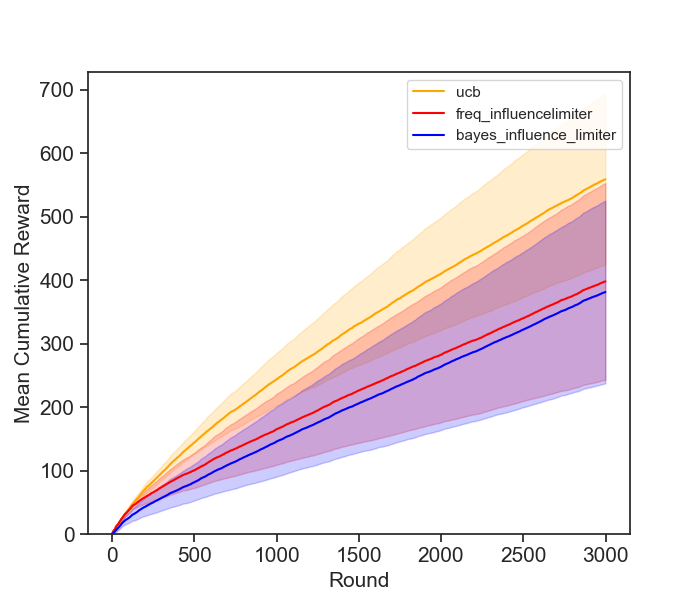 700
600
500
400
300
200
100
0
Mean Cumulative Reward
ucb
freq_influencelimiter
bayes_influence_limiter
0 500 1000 1500 2000 2500 3000
Round